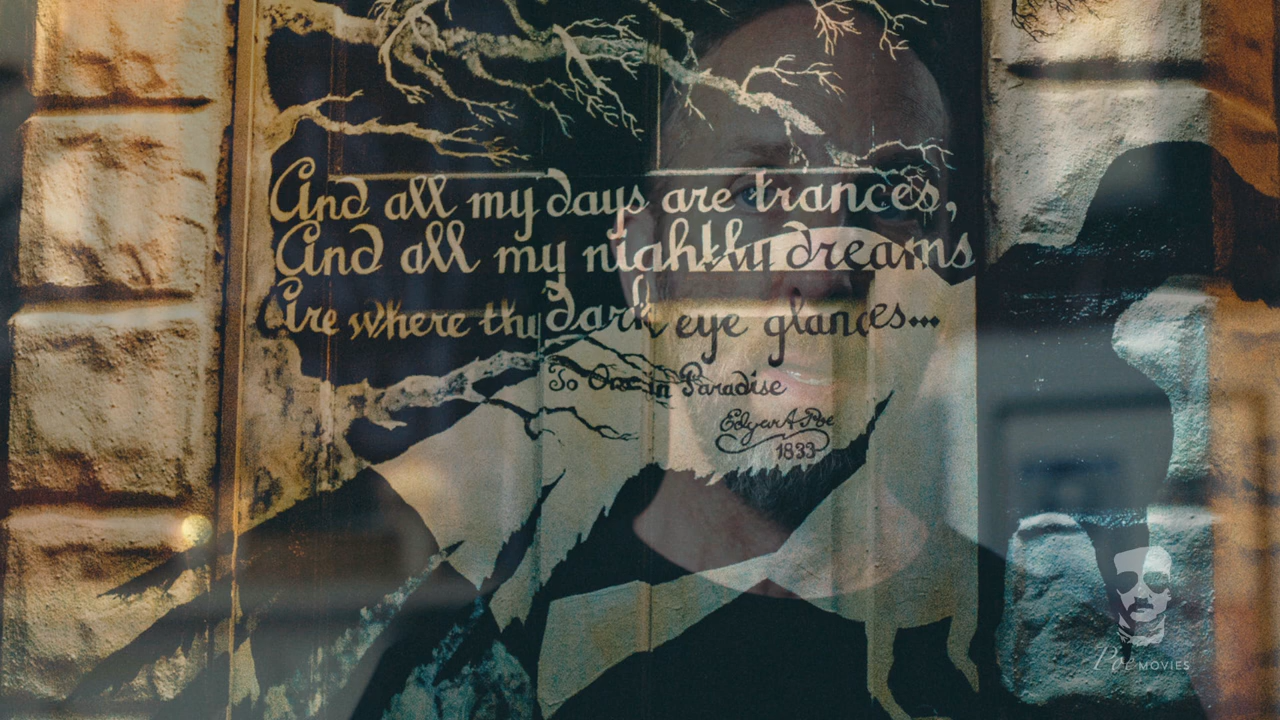 And all my days are trances,
And all my nightly dreams
Are where thy dark eye glances...
To One in Paradise
Edgar A Poe
1833
Poe MOVIES